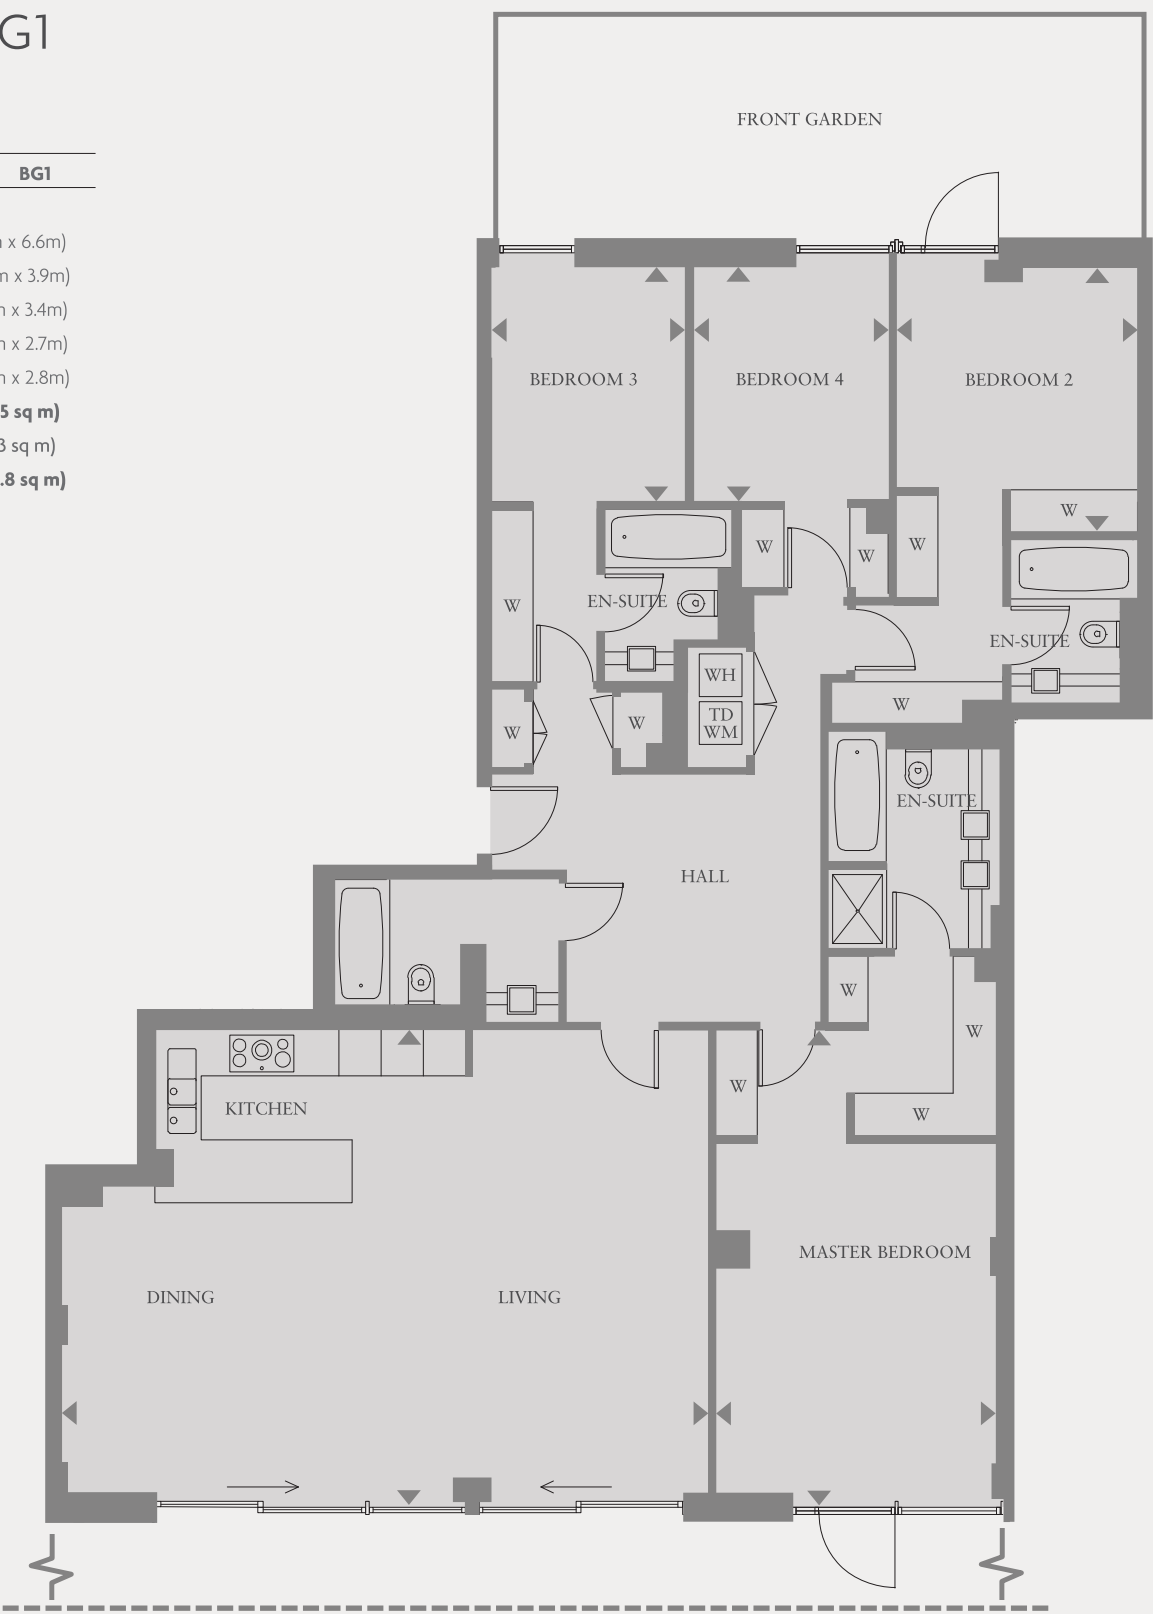 G1
BG1
x 6.6m)
x 3.9m)
x 3.4m)
x 2.7m)
x 2.8m)
5 sq m)
3 sq m)
.8 sq m)
FRONT GARDEN
BEDROOM 3
BEDROOM 4
BEDROOM 2
W
W
W
W
W
EN-SUITE
EN-SUITE
WH
W
TD
WM
W
W
EN-SUITE
HALL
W
W
W
W
KITCHEN
MASTER BEDROOM
DINING
LIVING